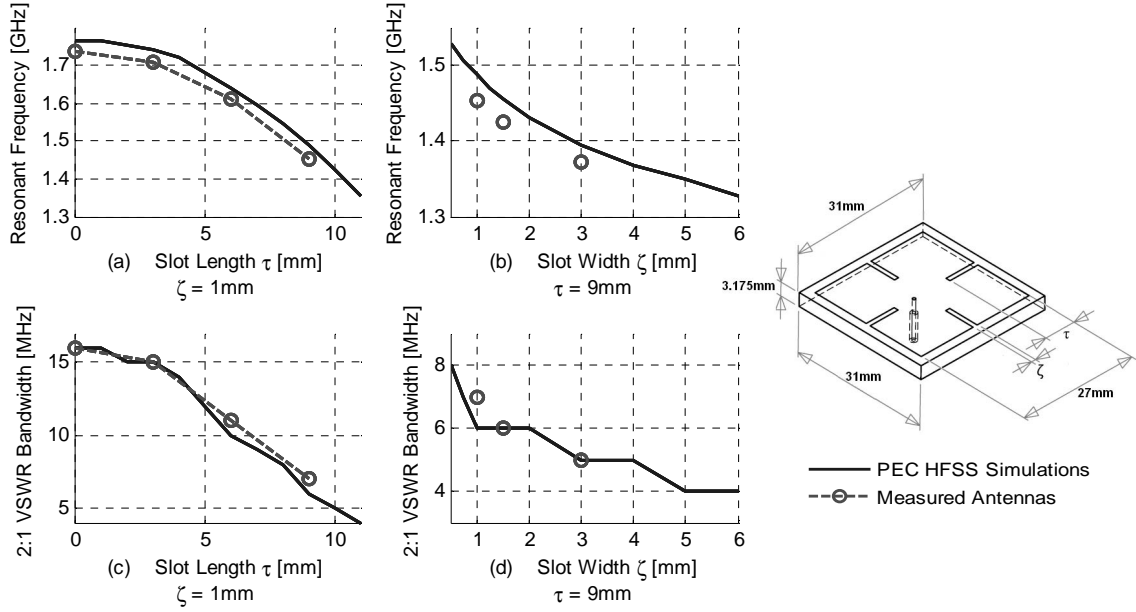 Resonant Frequency [GHz]
1.7
1.6
1.5
1.4
1.3
0
5
10
(a) Slot Length τ [mm]
ζ = 1mm
Resonant Frequency [GHz]
1.5
1.4
1.3
1
2
3
4
5
6
(b) Slot Width ζ [mm]
τ = 9mm
2:1 VSWR Bandwidth [MHz]
15
10
5
0
5
10
(c) Slot Length τ [mm]
ζ = 1mm
2:1 VSWR Bandwidth [MHz]
8
6
4
1
2
3
4
5
6
(d) Slot Width ζ [mm]
τ = 9mm
31mm
3.175mm
τ
ζ
31mm
27mm
PEC HFSS Simulations
Measured Antennas